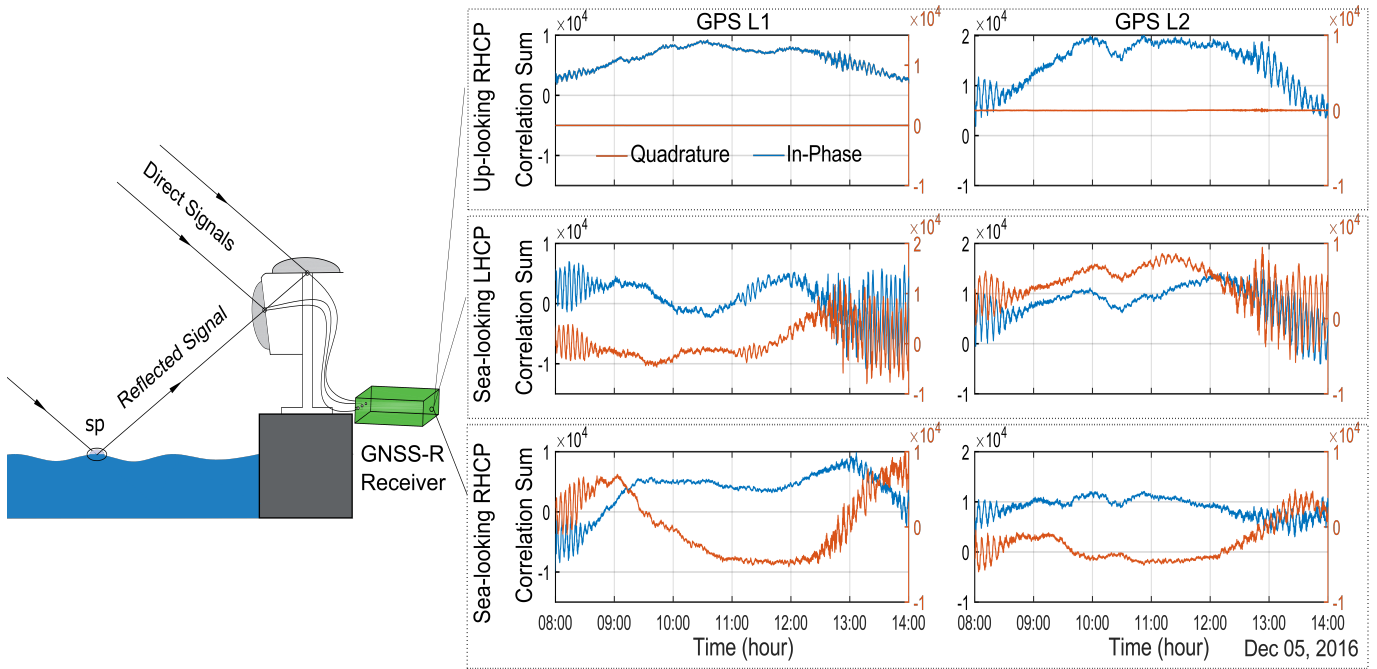 Direct Signals
Reflected Signal
sp
GNSS-R
Receiver
GPS L1
GPS L2
Up-looking RHCP
Correlation Sum
×10⁴
1
0
-1
×10⁴
1
0
-1
Quadrature
In-Phase
×10⁴
2
1
0
-1
×10⁴
1
0
-1
Sea-looking LHCP
Correlation Sum
×10⁴
1
0
-1
×10⁴
2
1
0
-1
×10⁴
2
1
0
-1
×10⁴
2
1
0
-1
Sea-looking RHCP
Correlation Sum
×10⁴
1
0
-1
×10⁴
1
0
-1
×10⁴
2
1
0
-1
×10⁴
1
0
-1
08:00 09:00 10:00 11:00 12:00 13:00 14:00
08:00 09:00 10:00 11:00 12:00 13:00 14:00
Time (hour)
Time (hour)
Dec 05, 2016